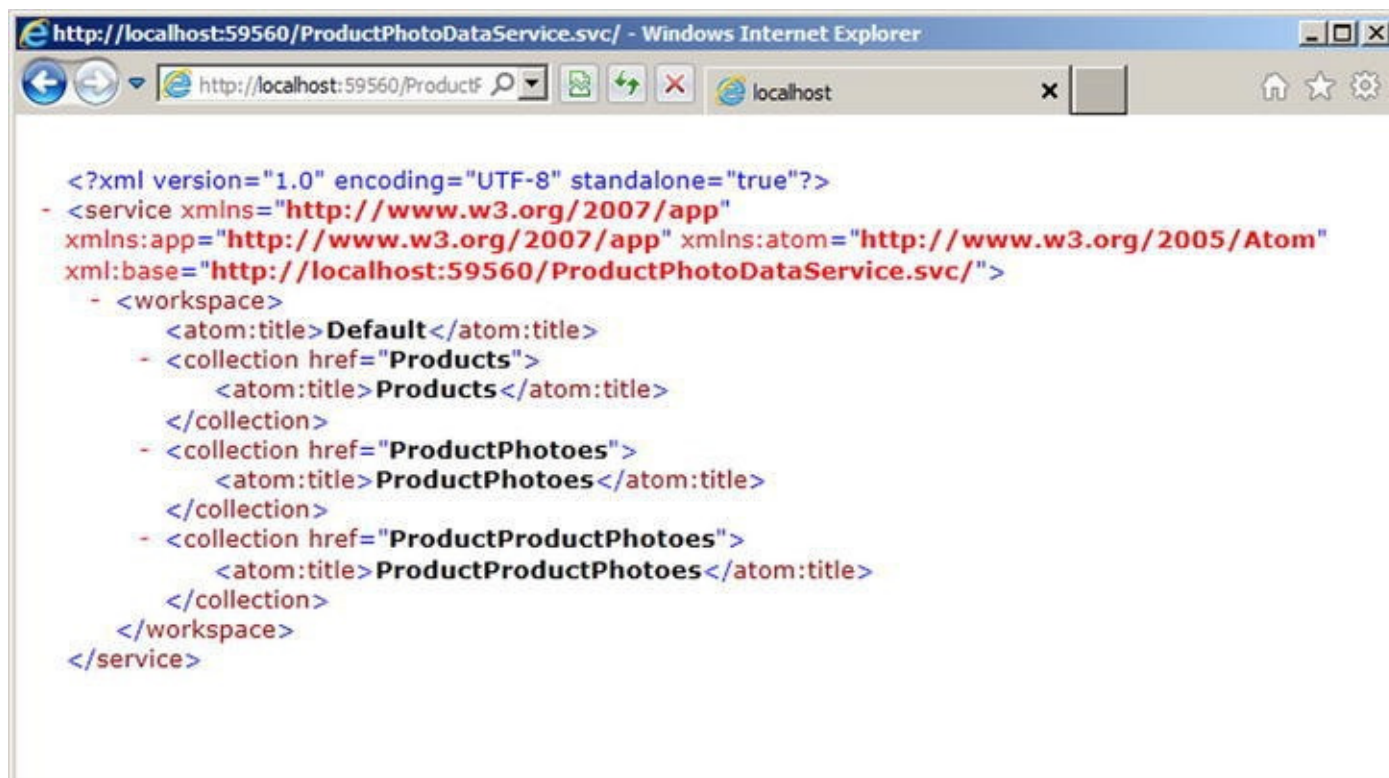 http://localhost:59560/ProductPhotoDataService.svc/ - Windows Internet Explorer
http://localhost:59560/ProductF
localhost
<?xml version="1.0" encoding="UTF-8" standalone="true"?>
- <service xmlns="http://www.w3.org/2007/app"
xmlns:app="http://www.w3.org/2007/app" xmlns:atom="http://www.w3.org/2005/Atom"
xml:base="http://localhost:59560/ProductPhotoDataService.svc/">
- <workspace>
<atom:title>Default</atom:title>
- <collection href="Products">
<atom:title>Products</atom:title>
</collection>
- <collection href="ProductPhotoes">
<atom:title>ProductPhotoes</atom:title>
</collection>
- <collection href="ProductProductPhotoes">
<atom:title>ProductProductPhotoes</atom:title>
</collection>
</workspace>
</service>